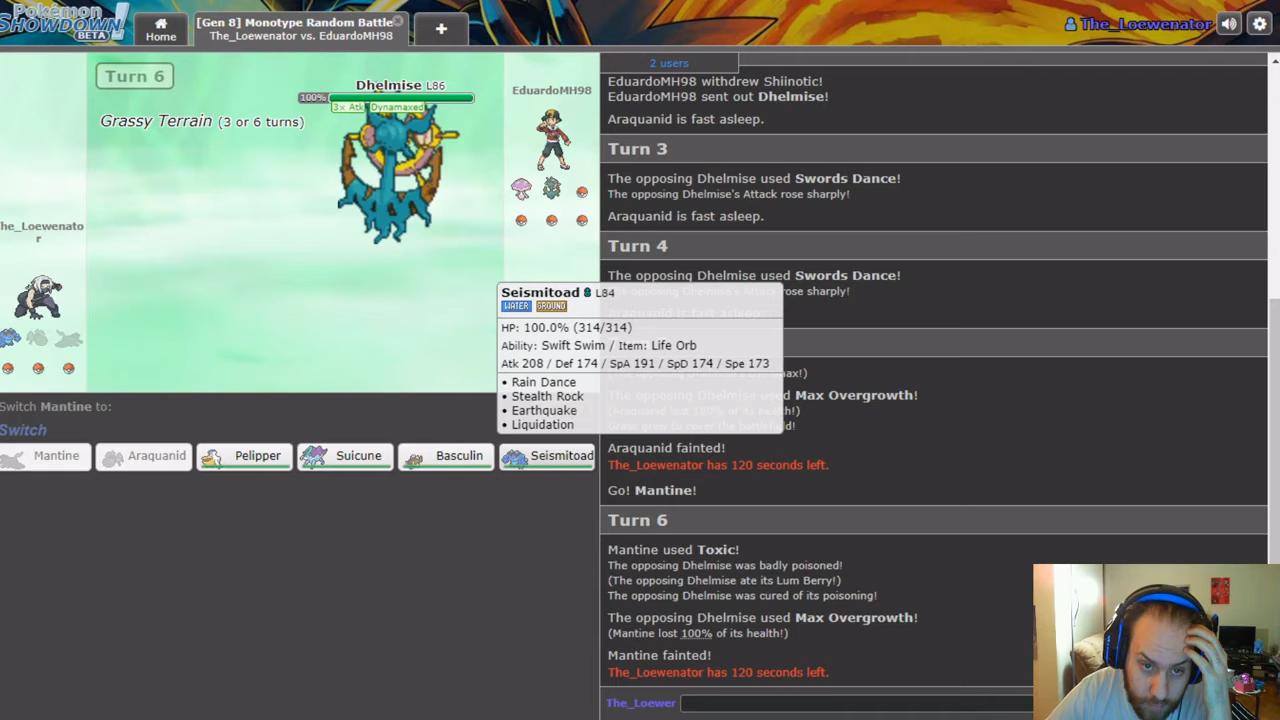 Pokémon
SHOWDOWN!
BETA
Home
[Gen 8] Monotype Random Battle
The_Loewenator vs. EduardoMH98
The_Loewenator
Turn 6
Dhelmise L86
100%
3× Atk Dynamaxed
EduardoMH98
Grassy Terrain (3 or 6 turns)
he_Loewenato
r
Switch Mantine to:
Switch
Mantine
Araquanid
Pelipper
Suicune
Basculin
Seismitoad
Seismitoad L84
WATER GROUND
HP: 100.0% (314/314)
Ability: Swift Swim / Item: Life Orb
Atk 208 / Def 174 / SpA 191 / SpD 174 / Spe 173
• Rain Dance
• Stealth Rock
• Earthquake
• Liquidation
2 users
EduardoMH98 withdrew Shiinotic!
EduardoMH98 sent out Dhelmise!
Araquanid is fast asleep.
Turn 3
The opposing Dhelmise used Swords Dance!
The opposing Dhelmise's Attack rose sharply!
Araquanid is fast asleep.
Turn 4
The opposing Dhelmise used Swords Dance!
opposing Dhelmise's Attack rose sharply!
Max Overgrowth!
Araquanid fainted!
The_Loewenator has 120 seconds left.
Go! Mantine!
Turn 6
Mantine used Toxic!
The opposing Dhelmise was badly poisoned!
(The opposing Dhelmise ate its Lum Berry!)
The opposing Dhelmise was cured of its poisoning!
The opposing Dhelmise used Max Overgrowth!
(Mantine lost 100% of its health!)
Mantine fainted!
The_Loewenator has 120 seconds left.
The_Loewer